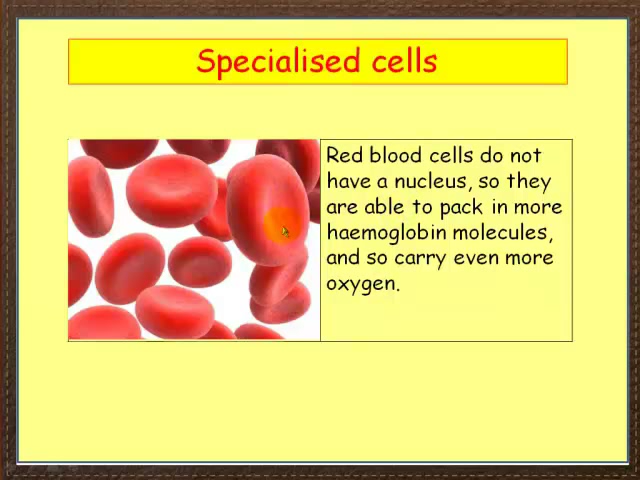 Specialised cells
Red blood cells do not
have a nucleus, so they
are able to pack in more
haemoglobin molecules,
and so carry even more
oxygen.